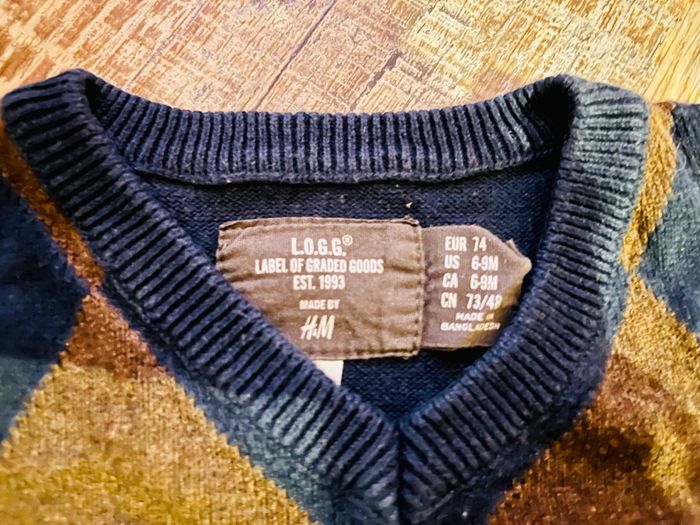 L.O.G.G.®
LABEL OF GRADED GOODS
EST. 1993
MADE BY
H&M
EUR 74
US 6-9M
CA 6-9M
CN 73/48
MADE IN
BANGLADESH